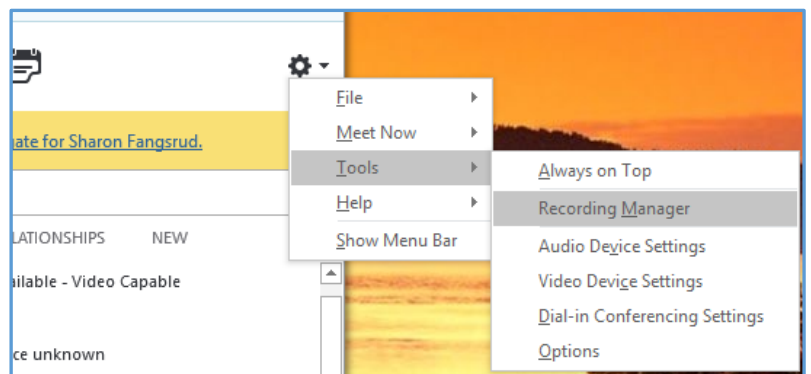 File
Meet Now
ate for Sharon Fangsrud.
Tools
Always on Top
Help
Recording Manager
LATIONSHIPS NEW
Show Menu Bar
Audio Device Settings
ailable - Video Capable
Video Device Settings
Dial-in Conferencing Settings
ce unknown
Options